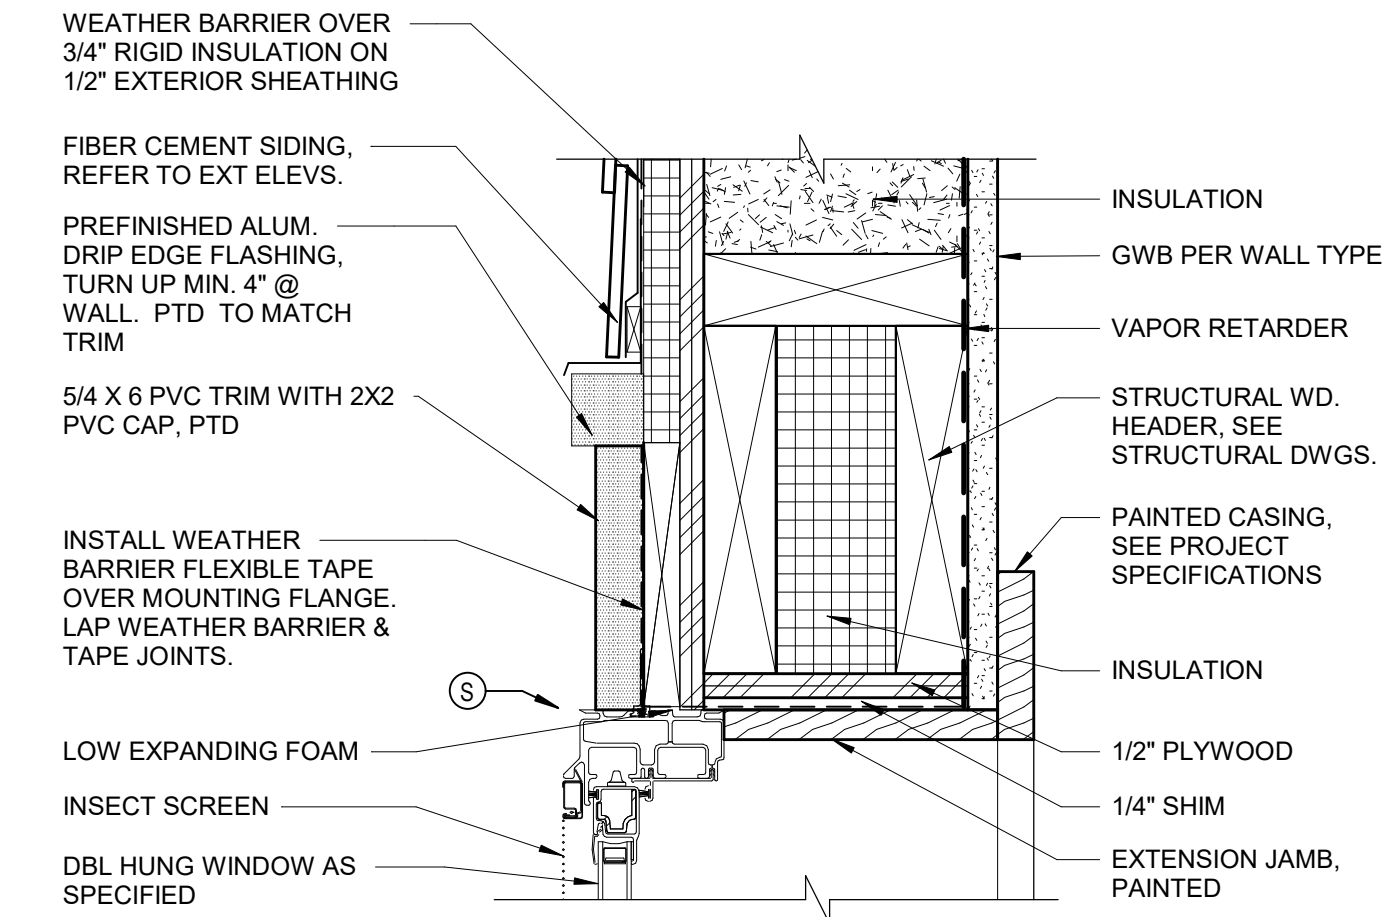 WEATHER BARRIER OVER
3/4" RIGID INSULATION ON
1/2" EXTERIOR SHEATHING
FIBER CEMENT SIDING,
REFER TO EXT ELEVS.
PREFINISHED ALUM.
DRIP EDGE FLASHING,
TURN UP MIN. 4" @
WALL. PTD TO MATCH
TRIM
5/4 X 6 PVC TRIM WITH 2X2
PVC CAP, PTD
INSTALL WEATHER
BARRIER FLEXIBLE TAPE
OVER MOUNTING FLANGE.
LAP WEATHER BARRIER &
TAPE JOINTS.
S
LOW EXPANDING FOAM
INSECT SCREEN
DBL HUNG WINDOW AS
SPECIFIED
INSULATION
GWB PER WALL TYPE
VAPOR RETARDER
STRUCTURAL WD.
HEADER, SEE
STRUCTURAL DWGS.
PAINTED CASING,
SEE PROJECT
SPECIFICATIONS
INSULATION
1/2" PLYWOOD
1/4" SHIM
EXTENSION JAMB,
PAINTED